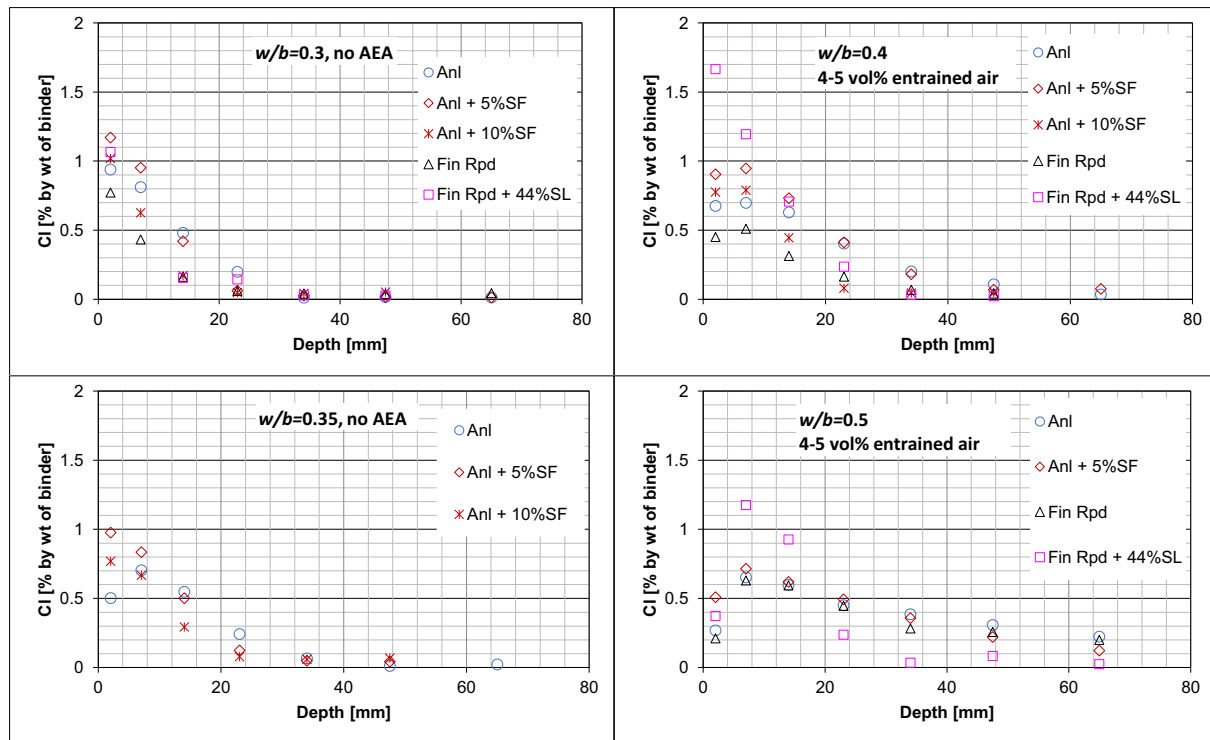 w/b=0.3, no AEA
Cl [% by wt of binder]
2
1.5
1
0.5
0
0 20 40 60 80
Depth [mm]
Anl
Anl + 5%SF
Anl + 10%SF
Fin Rpd
Fin Rpd + 44%SL
w/b=0.4
4-5 vol% entrained air
Cl [% by wt of binder]
2
1.5
1
0.5
0
0 20 40 60 80
Depth [mm]
Anl
Anl + 5%SF
Anl + 10%SF
Fin Rpd
Fin Rpd + 44%SL
w/b=0.35, no AEA
Cl [% by wt of binder]
2
1.5
1
0.5
0
0 20 40 60 80
Depth [mm]
Anl
Anl + 5%SF
Anl + 10%SF
w/b=0.5
4-5 vol% entrained air
Cl [% by wt of binder]
2
1.5
1
0.5
0
0 20 40 60 80
Depth [mm]
Anl
Anl + 5%SF
Fin Rpd
Fin Rpd + 44%SL